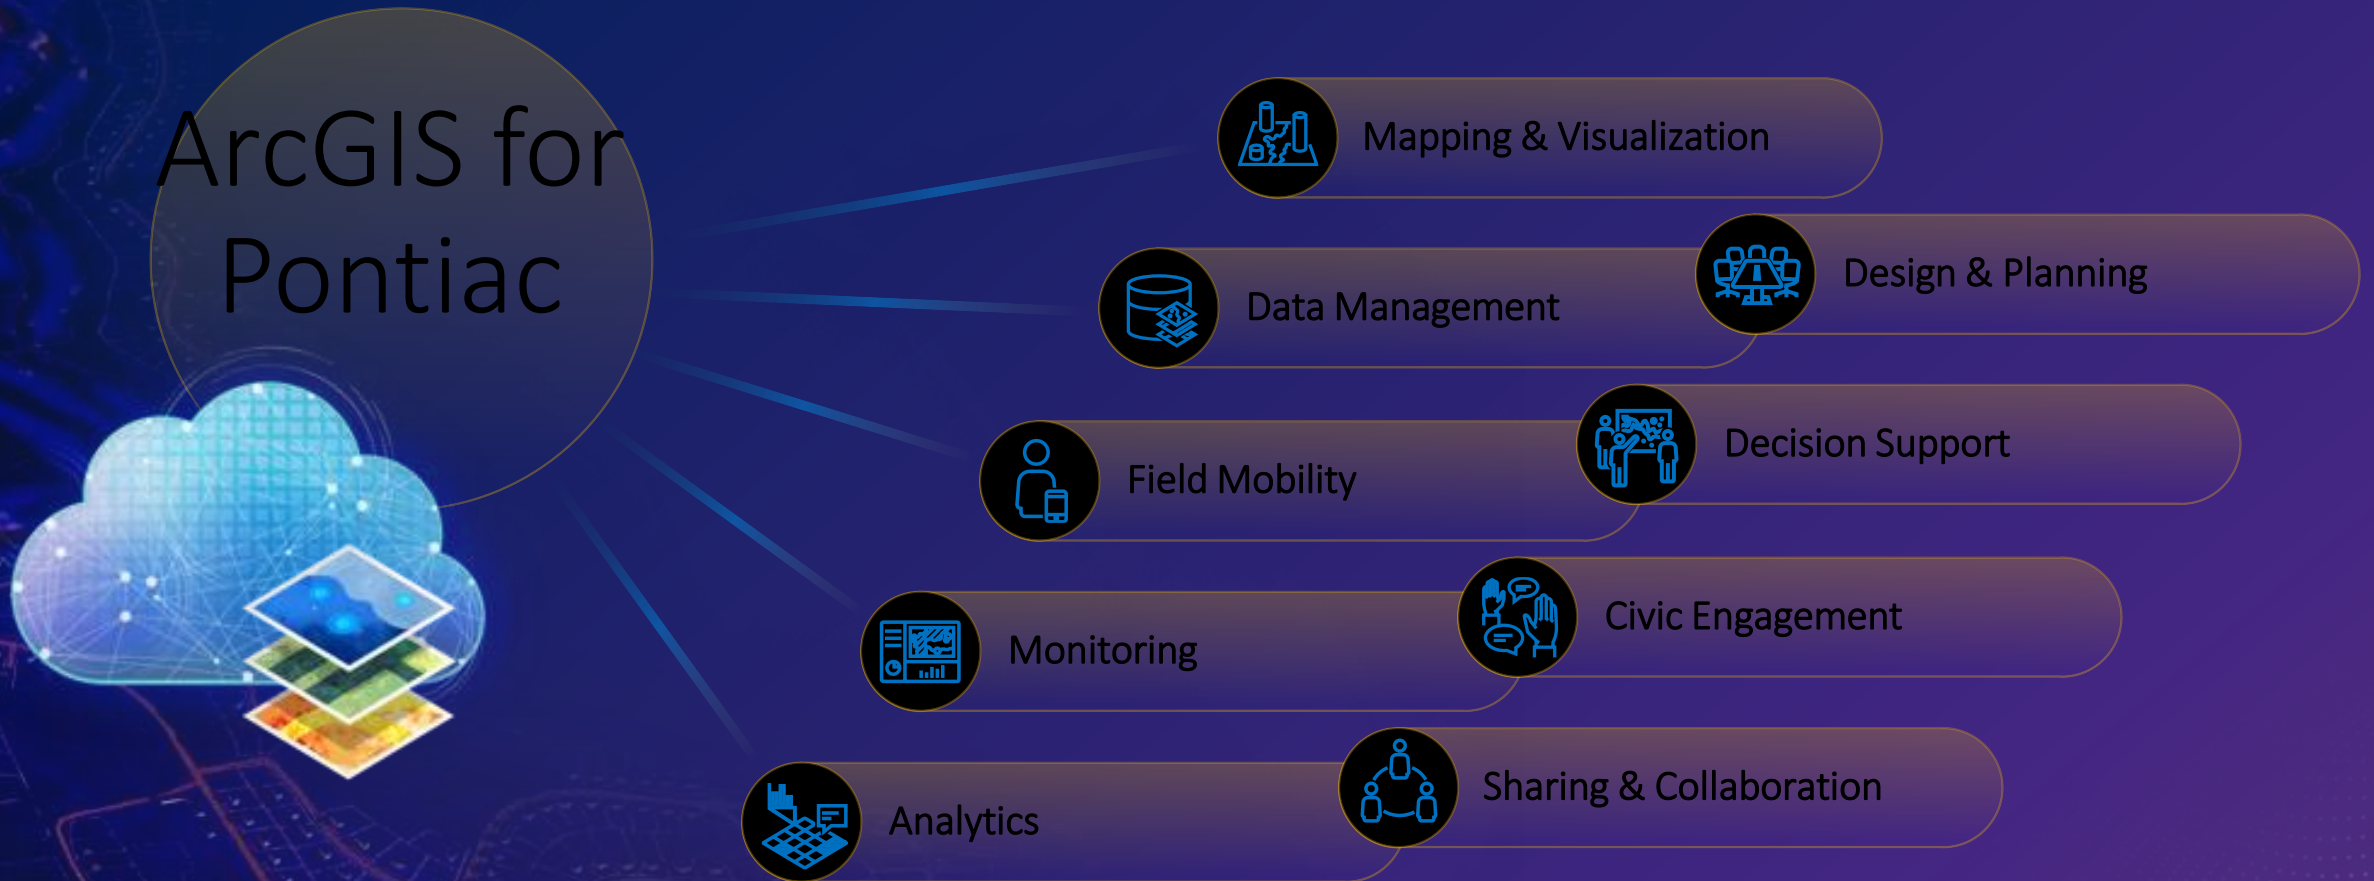 ArcGIS for
Pontiac
Mapping & Visualization
Design & Planning
Data Management
Decision Support
Field Mobility
Civic Engagement
Monitoring
Sharing & Collaboration
Analytics